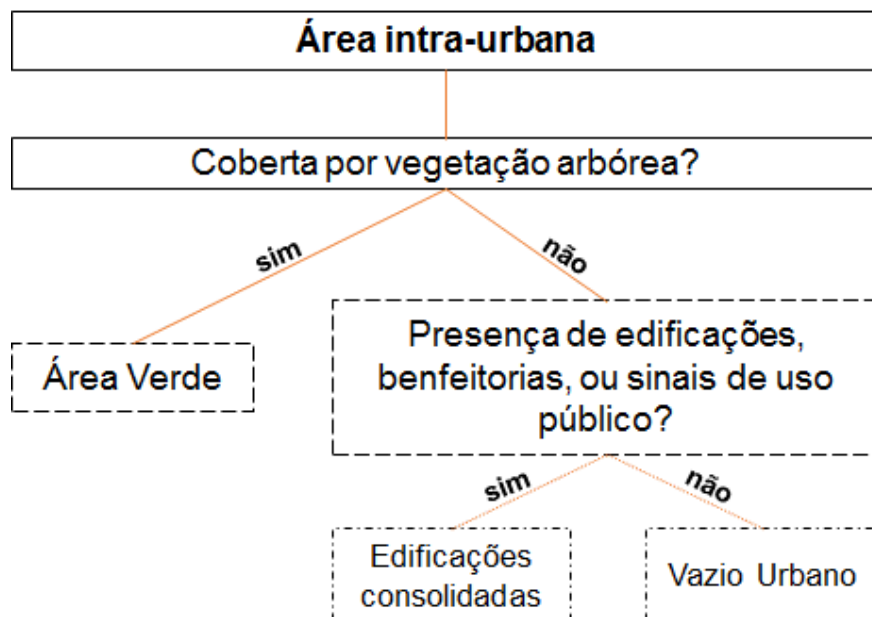 Área intra-urbana
Coberta por vegetação arbórea?
sim
não
Área Verde
Presença de edificações,
benfeitorias, ou sinais de uso
público?
sim
não
Edificações
consolidadas
Vazio Urbano